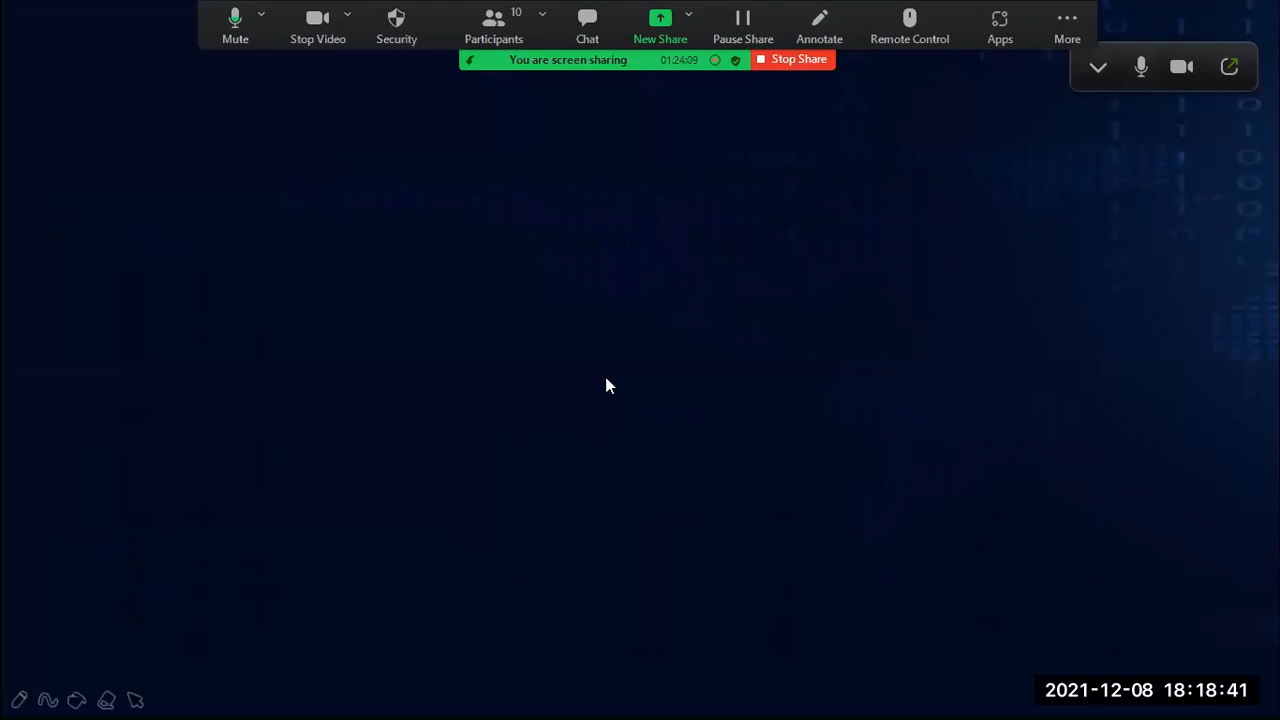 10
Mute
Stop Video
Security
Participants
Chat
New Share
Pause Share
Annotate
Remote Control
Apps
More
You are screen sharing 01:24:09 Stop Share
2021-12-08 18:18:41